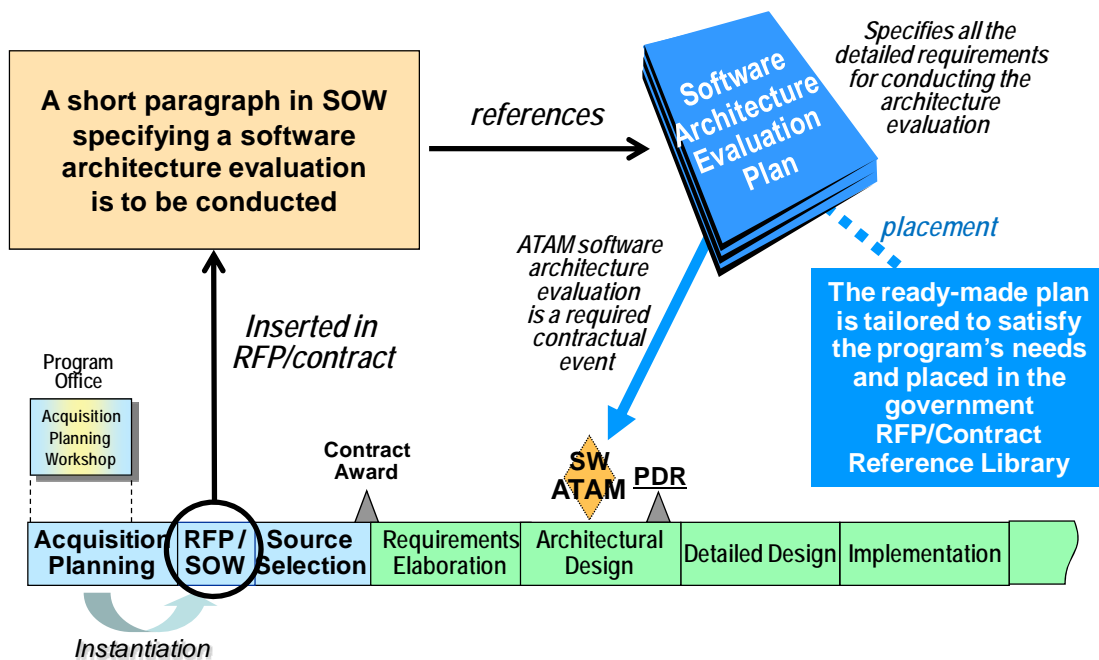 A short paragraph in SOW
specifying a software
architecture evaluation
is to be conducted
references
Software
Architecture
Evaluation
Plan
Specifies all the
detailed requirements
for conducting the
architecture
evaluation
placement
The ready-made plan
is tailored to satisfy
the program's needs
and placed in the
government
RFP/Contract
Reference Library
ATAM software
architecture
evaluation
is a required
contractual
event
Inserted in
RFP/contract
Program
Office
Acquisition
Planning
Workshop
Contract
Award
SW
ATAM
PDR
Acquisition
Planning
RFP /
SOW
Source
Selection
Requirements
Elaboration
Architectural
Design
Detailed Design
Implementation
Instantiation